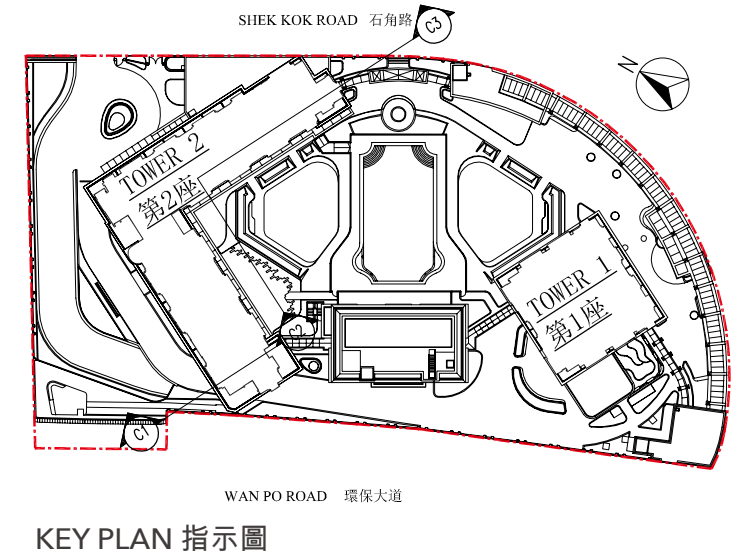 SHEK KOK ROAD 石角路
C3
N
TOWER 2
第2座
TOWER 1
第1座
C2
C1
WAN PO ROAD 環保大道
KEY PLAN 指示圖